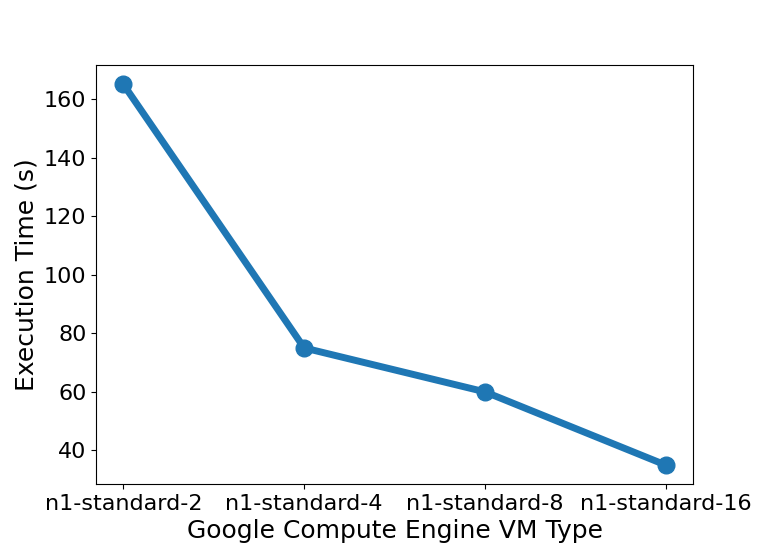 Execution Time (s)
160
140
120
100
80
60
40
n1-standard-2 n1-standard-4 n1-standard-8 n1-standard-16
Google Compute Engine VM Type